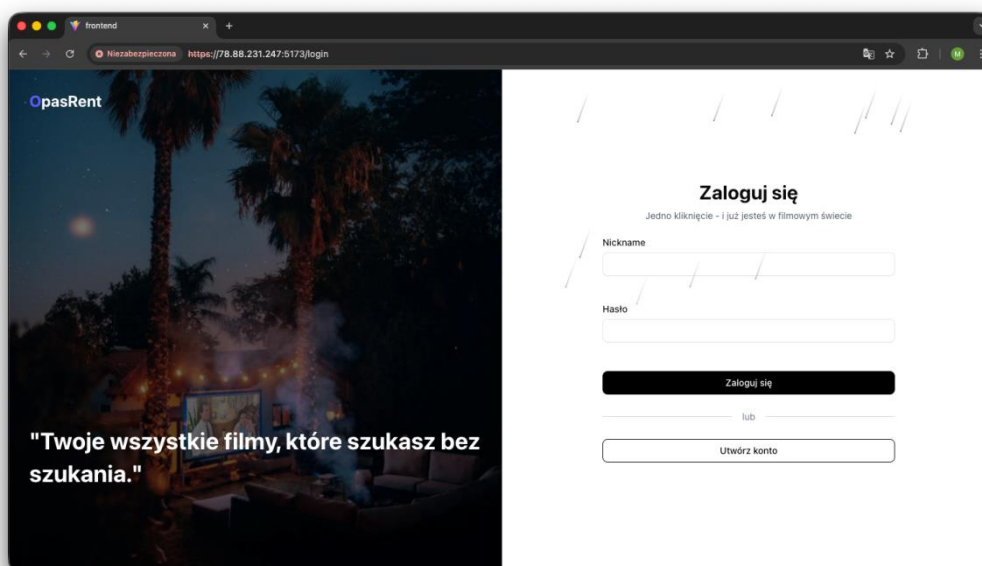 frontend
Niezabezpieczona https://78.88.231.247:5173/login
M
OpasRent
"Twoje wszystkie filmy, które szukasz bez
szukania."
Zaloguj się
Jedno kliknięcie - i już jesteś w filmowym świecie
Nickname
Hasło
Zaloguj się
lub
Utwórz konto